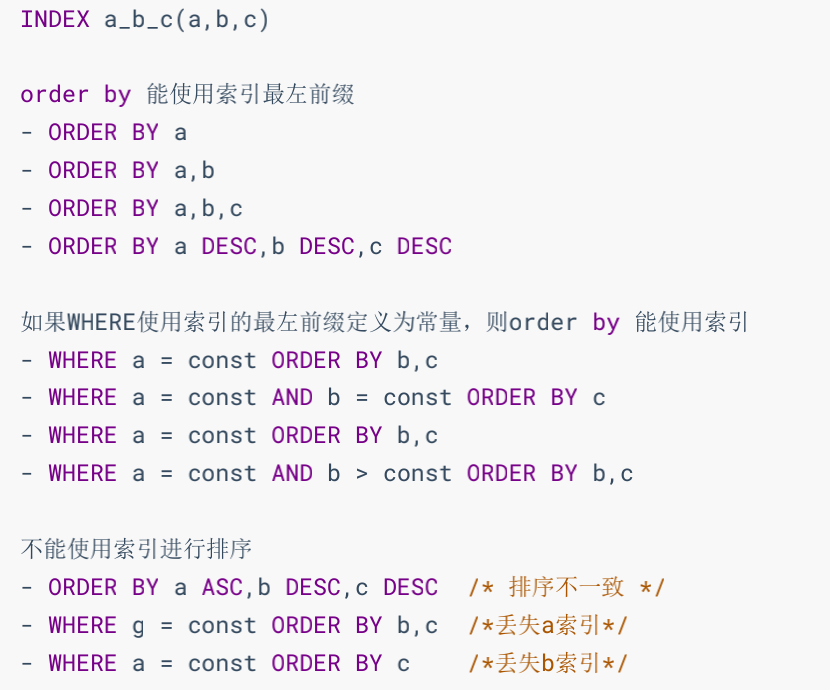 INDEX a_b_c(a,b,c)
order by 能使用索引最左前缀
- ORDER BY a
- ORDER BY a,b
- ORDER BY a,b,c
- ORDER BY a DESC,b DESC,c DESC
如果WHERE使用索引的最左前缀定义为常量，则order by 能使用索引
- WHERE a = const ORDER BY b,c
- WHERE a = const AND b = const ORDER BY c
- WHERE a = const ORDER BY b,c
- WHERE a = const AND b > const ORDER BY b,c
不能使用索引进行排序
- ORDER BY a ASC,b DESC,c DESC  /* 排序不一致 */
- WHERE g = const ORDER BY b,c  /*丢失a索引*/
- WHERE a = const ORDER BY c    /*丢失b索引*/